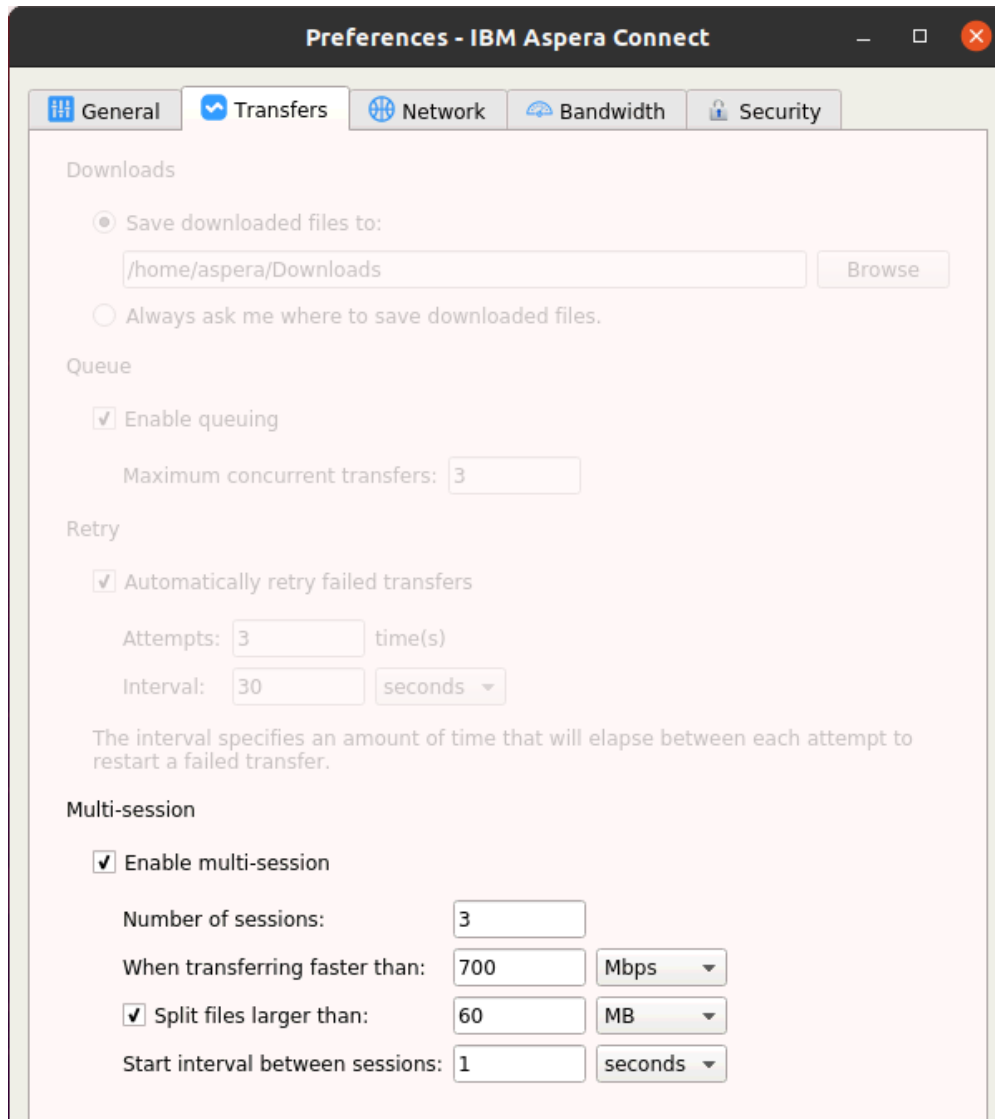 Preferences - IBM Aspera Connect
General Transfers Network Bandwidth Security
Downloads
Save downloaded files to:
/home/aspera/Downloads Browse
Always ask me where to save downloaded files.
Queue
Enable queuing
Maximum concurrent transfers: 3
Retry
Automatically retry failed transfers
Attempts: 3 time(s)
Interval: 30 seconds
The interval specifies an amount of time that will elapse between each attempt to
restart a failed transfer.
Multi-session
Enable multi-session
Number of sessions: 3
When transferring faster than: 700 Mbps
Split files larger than: 60 MB
Start interval between sessions: 1 seconds